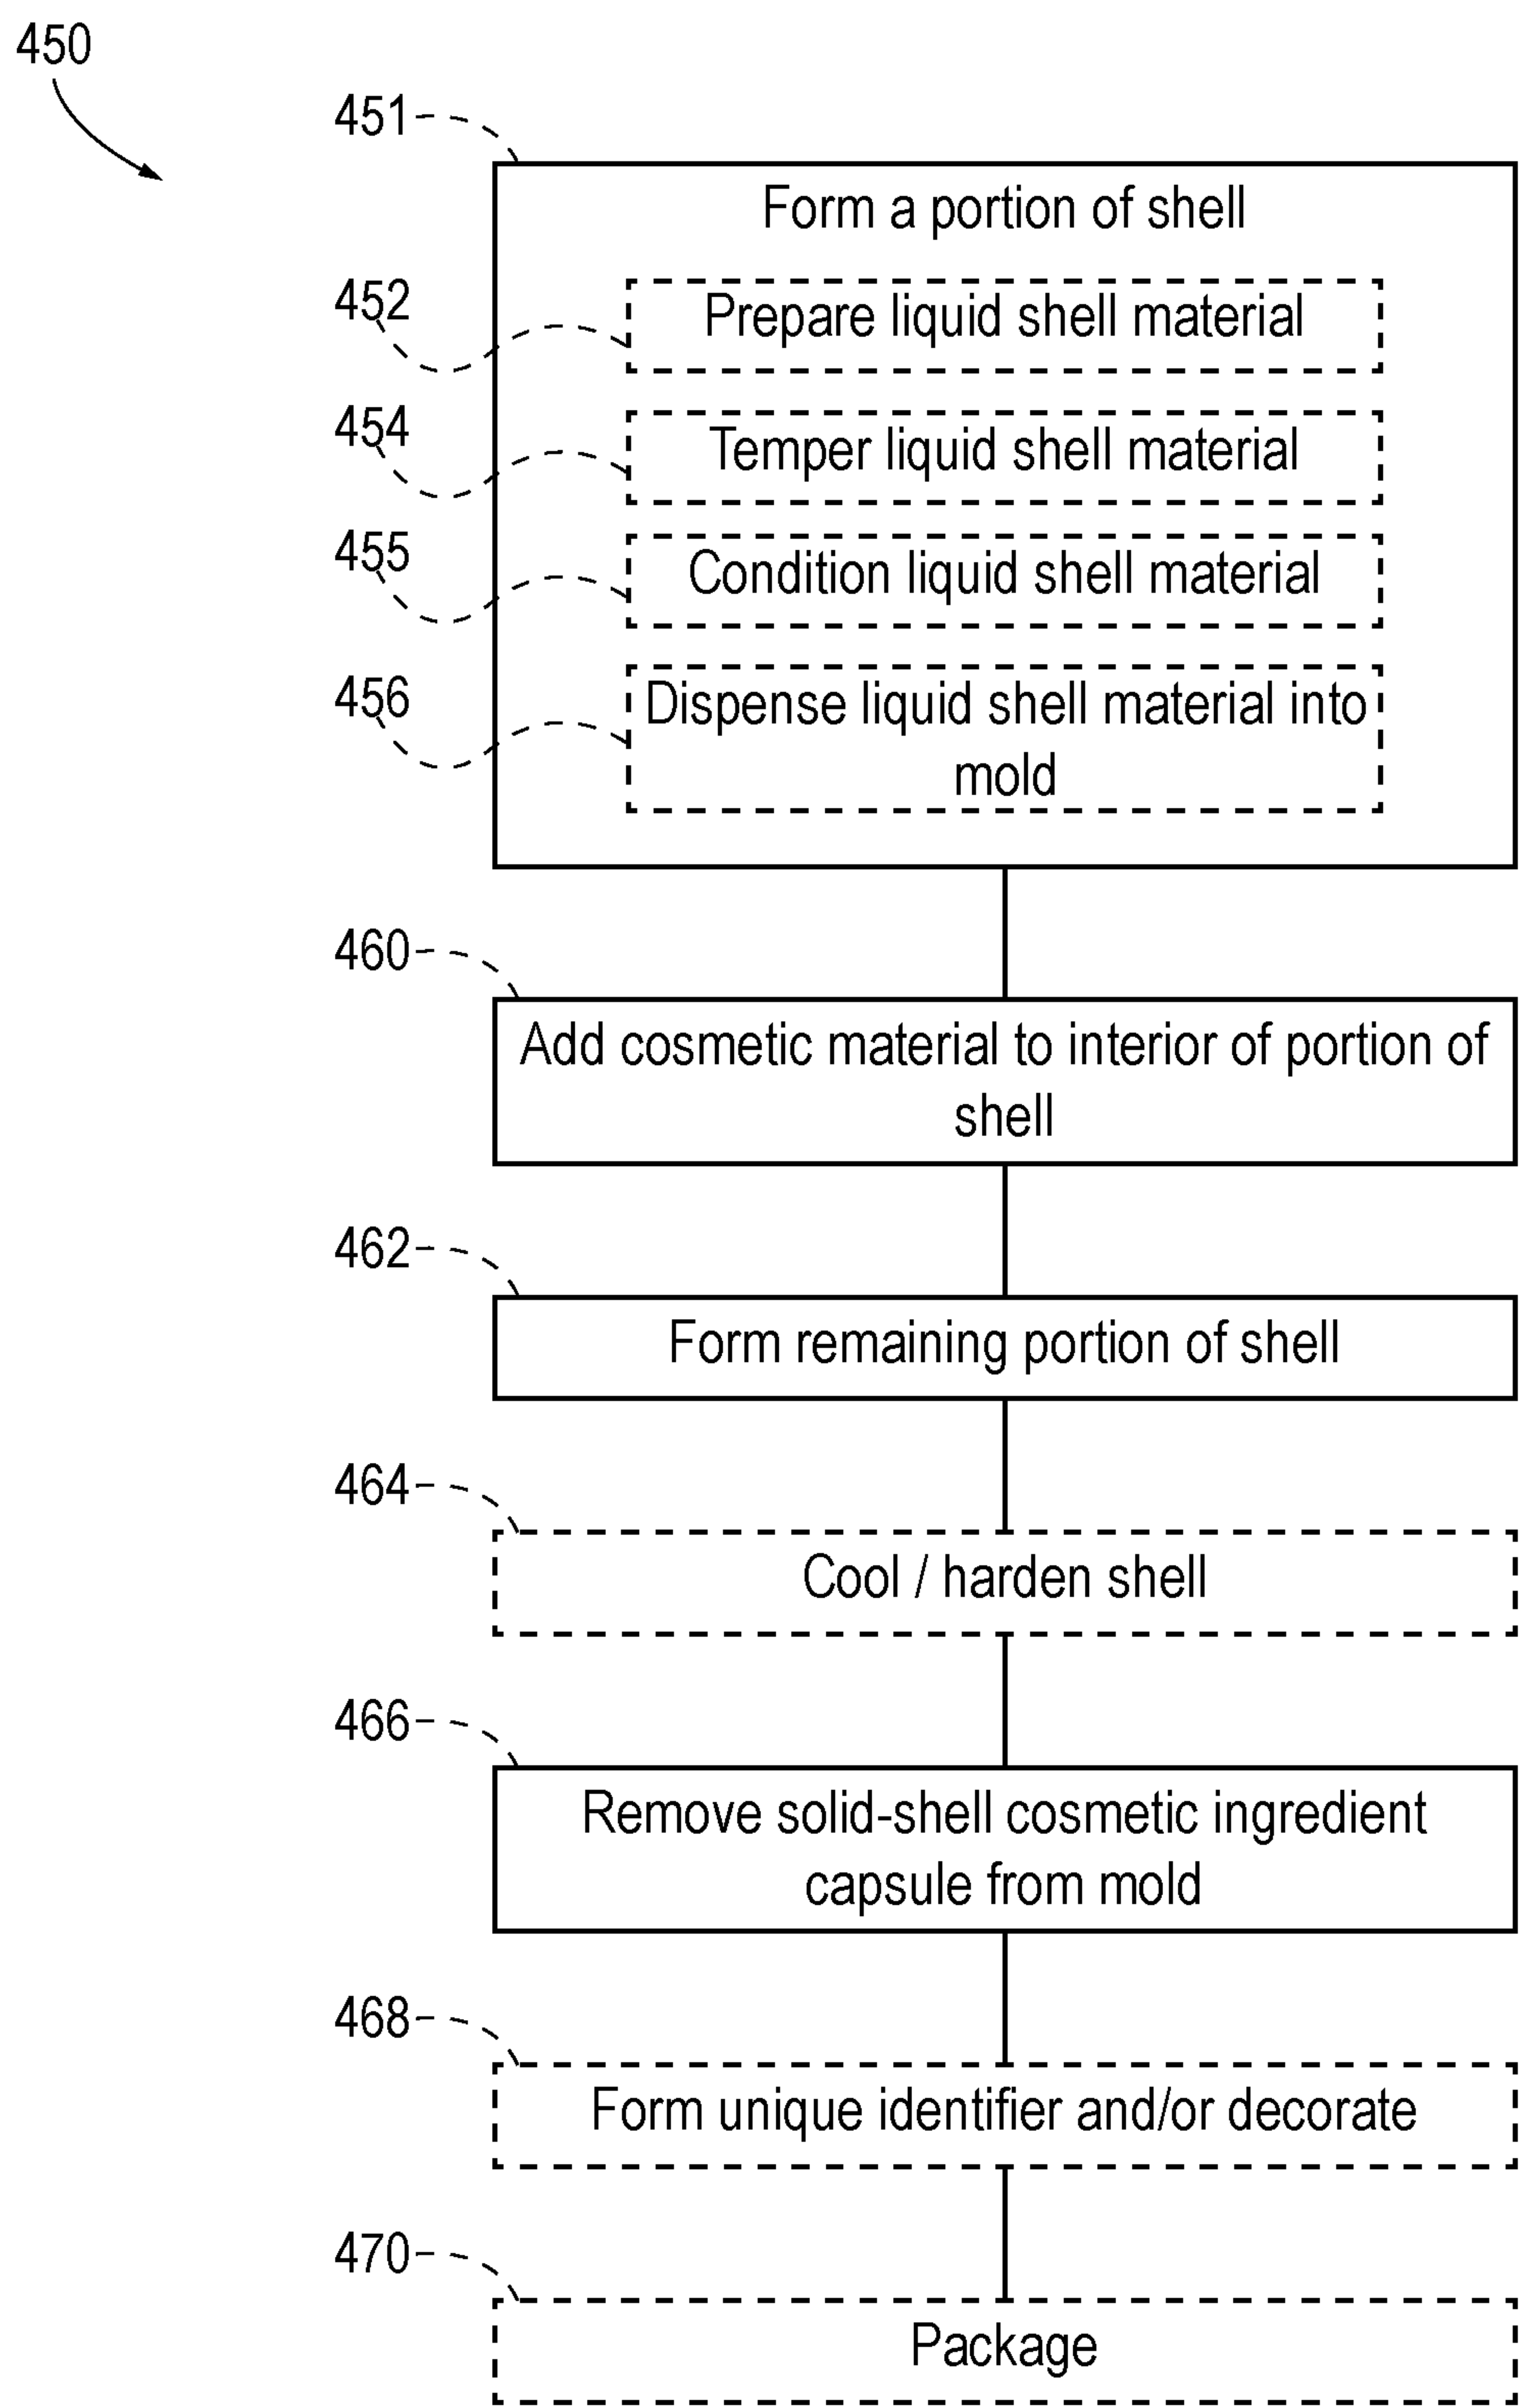 450
451
Form a portion of shell
452
Prepare liquid shell material
454
Temper liquid shell material
455
Condition liquid shell material
456
Dispense liquid shell material into
mold
460
Add cosmetic material to interior of portion of
shell
462
Form remaining portion of shell
464
Cool / harden shell
466
Remove solid-shell cosmetic ingredient
capsule from mold
468
Form unique identifier and/or decorate
470
Package